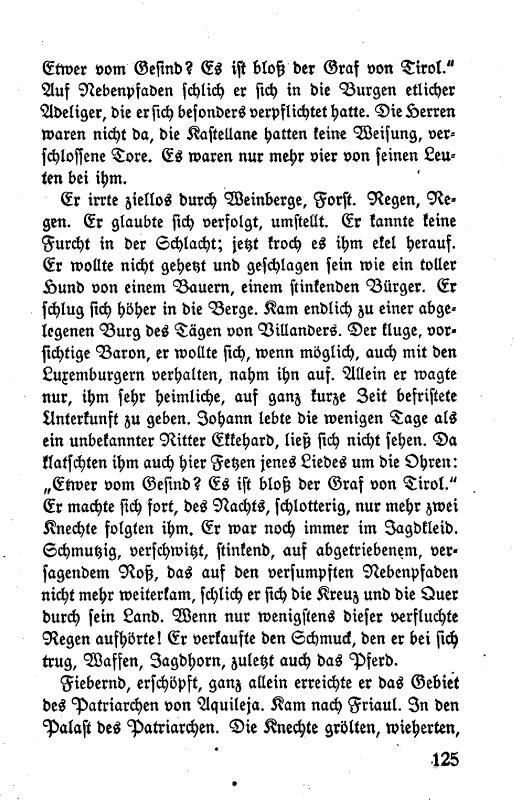 Etwer vom Gesind? Es ist bloß der Graf von Tirol.“
Auf Nebenpfaden schlich er sich in die Burgen etlicher
Adeliger, die er sich besonders verpflichtet hatte. Die Herren
waren nicht da, die Kastellane hatten keine Weisung, ver-
schlossene Tore. Es waren nur mehr vier von seinen Leu-
ten bei ihm.
Er irrte ziellos durch Weinberge, Forst. Regen, Re-
gen. Er glaubte sich verfolgt, umstellt. Er kannte keine
Furcht in der Schlacht; jetzt kroch es ihm ekel herauf.
Er wollte nicht gehetzt und geschlagen sein wie ein toller
Hund von einem Bauern, einem stinkenden Bürger. Er
schlug sich höher in die Berge. Kam endlich zu einer abge-
legenen Burg des Tägen von Villanders. Der kluge, vor-
sichtige Baron, er wollte sich, wenn möglich, auch mit den
Luxemburgern verhalten, nahm ihn auf. Allein er wagte
nur, ihm sehr heimliche, auf ganz kurze Zeit befristete
Unterkunft zu geben. Johann lebte die wenigen Tage als
ein unbekannter Ritter Ekkehard, ließ sich nicht sehen. Da
klatschten ihm auch hier Fetzen jenes Liedes um die Ohren:
„Etwer vom Gesind? Es ist bloß der Graf von Tirol.“
Er machte sich fort, des Nachts, schlotterig, nur mehr zwei
Knechte folgten ihm. Er war noch immer im Jagdkleid.
Schmutzig, verschwitzt, stinkend, auf abgetriebenem, ver-
sagendem Roß, das auf den versumpften Nebenpfaden
nicht mehr weiterkam, schlich er sich die Kreuz und die Quer
durch sein Land. Wenn nur wenigstens dieser verfluchte
Regen aufhörte! Er verkaufte den Schmuck, den er bei sich
trug, Waffen, Jagdhorn, zuletzt auch das Pferd.
Fiebernd, erschöpft, ganz allein erreichte er das Gebiet
des Patriarchen von Aquileja. Kam nach Friaul. In den
Palast des Patriarchen. Die Knechte grölten, wieherten,
125